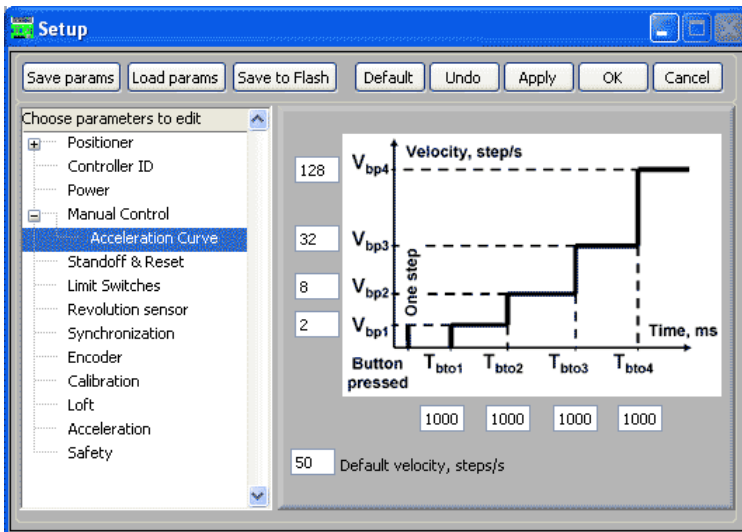 Setup
Save params Load params Save to Flash Default Undo Apply OK Cancel
Choose parameters to edit
Positioner
Controller ID
Power
Manual Control
Acceleration Curve
Standoff & Reset
Limit Switches
Revolution sensor
Synchronization
Encoder
Calibration
Loft
Acceleration
Safety
Velocity, step/s
128 Vbp4
32 Vbp3
8 Vbp2
2 Vbp1
One step
Time, ms
Button pressed
Tbto1 Tbto2 Tbto3 Tbto4
1000 1000 1000 1000
50 Default velocity, steps/s